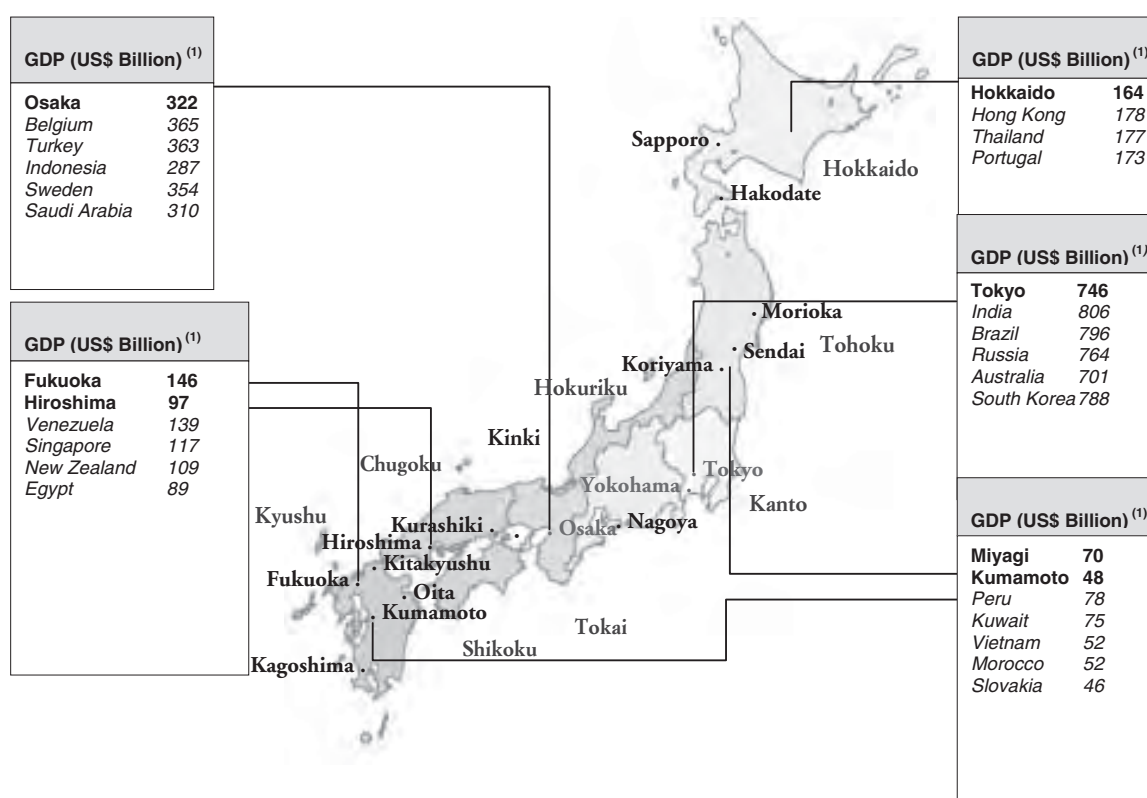 GDP (US$ Billion) (1)
Osaka 322
Belgium 365
Turkey 363
Indonesia 287
Sweden 354
Saudi Arabia 310
GDP (US$ Billion) (1)
Fukuoka 146
Hiroshima 97
Venezuela 139
Singapore 117
New Zealand 109
Egypt 89
GDP (US$ Billion) (1)
Hokkaido 164
Hong Kong 178
Thailand 177
Portugal 173
GDP (US$ Billion) (1)
Tokyo 746
India 806
Brazil 796
Russia 764
Australia 701
South Korea 788
GDP (US$ Billion) (1)
Miyagi 70
Kumamoto 48
Peru 78
Kuwait 75
Vietnam 52
Morocco 52
Slovakia 46
Sapporo
Hokkaido
Hakodate
Morioka
Sendai
Tohoku
Koriyama
Hokuriku
Kinki
Chugoku
Tokyo
Yokohama
Kanto
Kyushu
Kurashiki
Osaka
Nagoya
Hiroshima
Kitakyushu
Fukuoka
Oita
Kumamoto
Tokai
Shikoku
Kagoshima